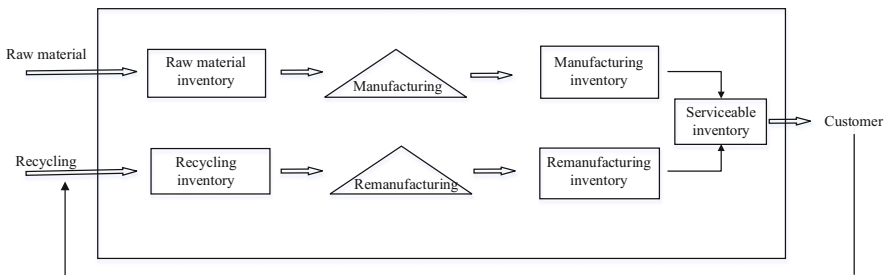 Raw material
Raw material
inventory
Manufacturing
Manufacturing
inventory
Serviceable
inventory
Customer
Recycling
Recycling
inventory
Remanufacturing
Remanufacturing
inventory